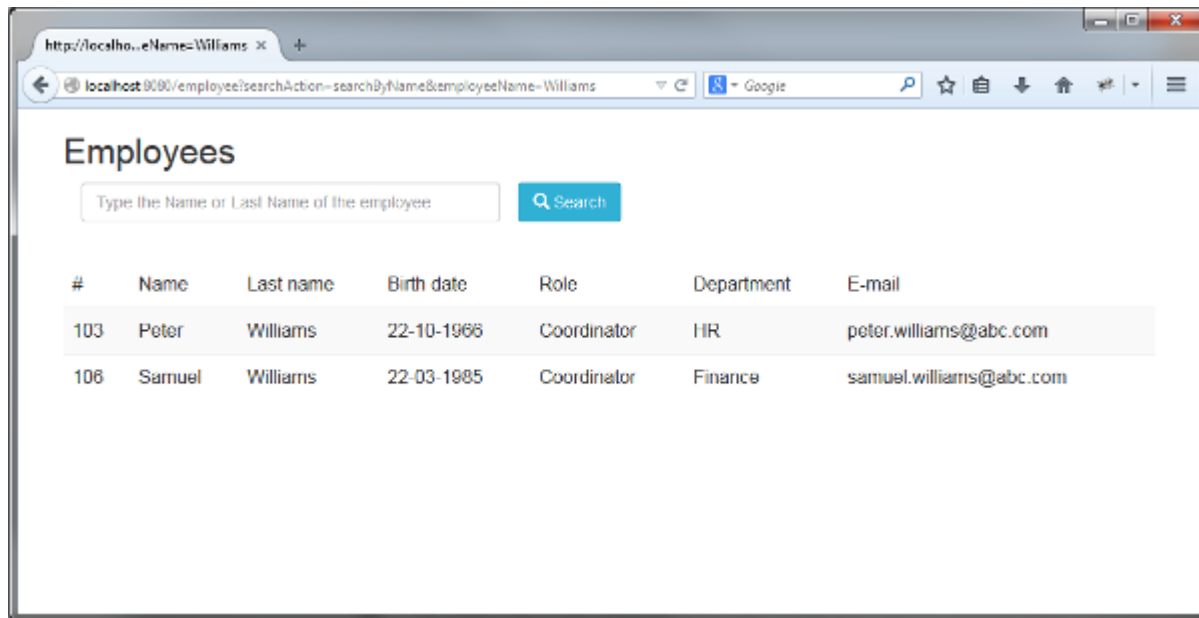 http://localho...eName=Williams
localhost:8080/employee?searchAction=searchByName&employeeName=Williams
Google
Employees
Type the Name or Last Name of the employee
Search
# Name Last name Birth date Role Department E-mail
103 Peter Williams 22-10-1966 Coordinator HR peter.williams@abc.com
106 Samuel Williams 22-03-1985 Coordinator Finance samuel.williams@abc.com